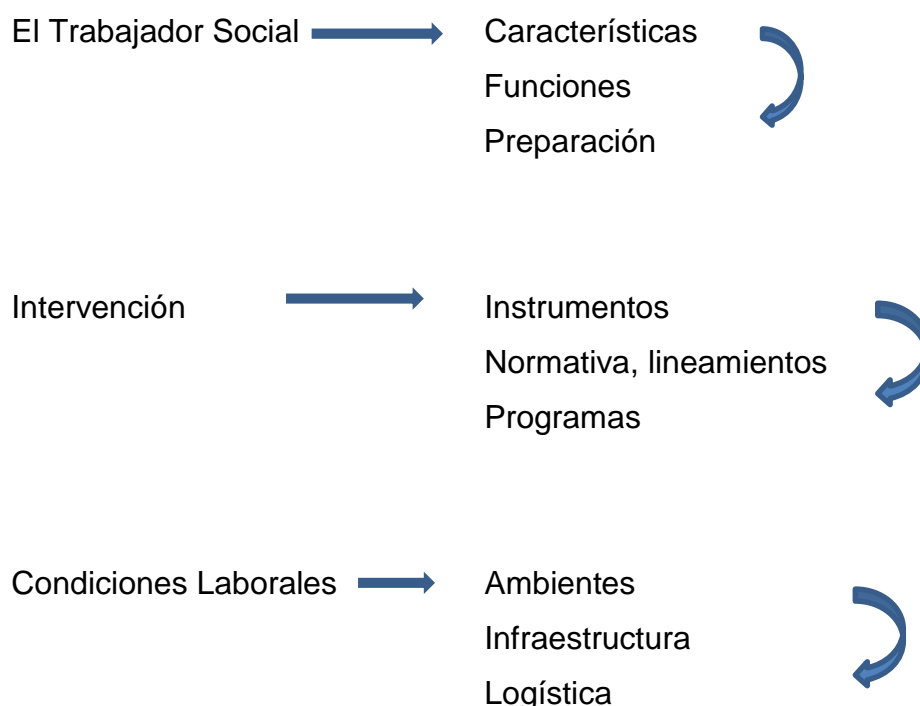 El Trabajador Social Características
Funciones
Preparación
Intervención Instrumentos
Normativa, lineamientos
Programas
Condiciones Laborales Ambientes
Infraestructura
Logística